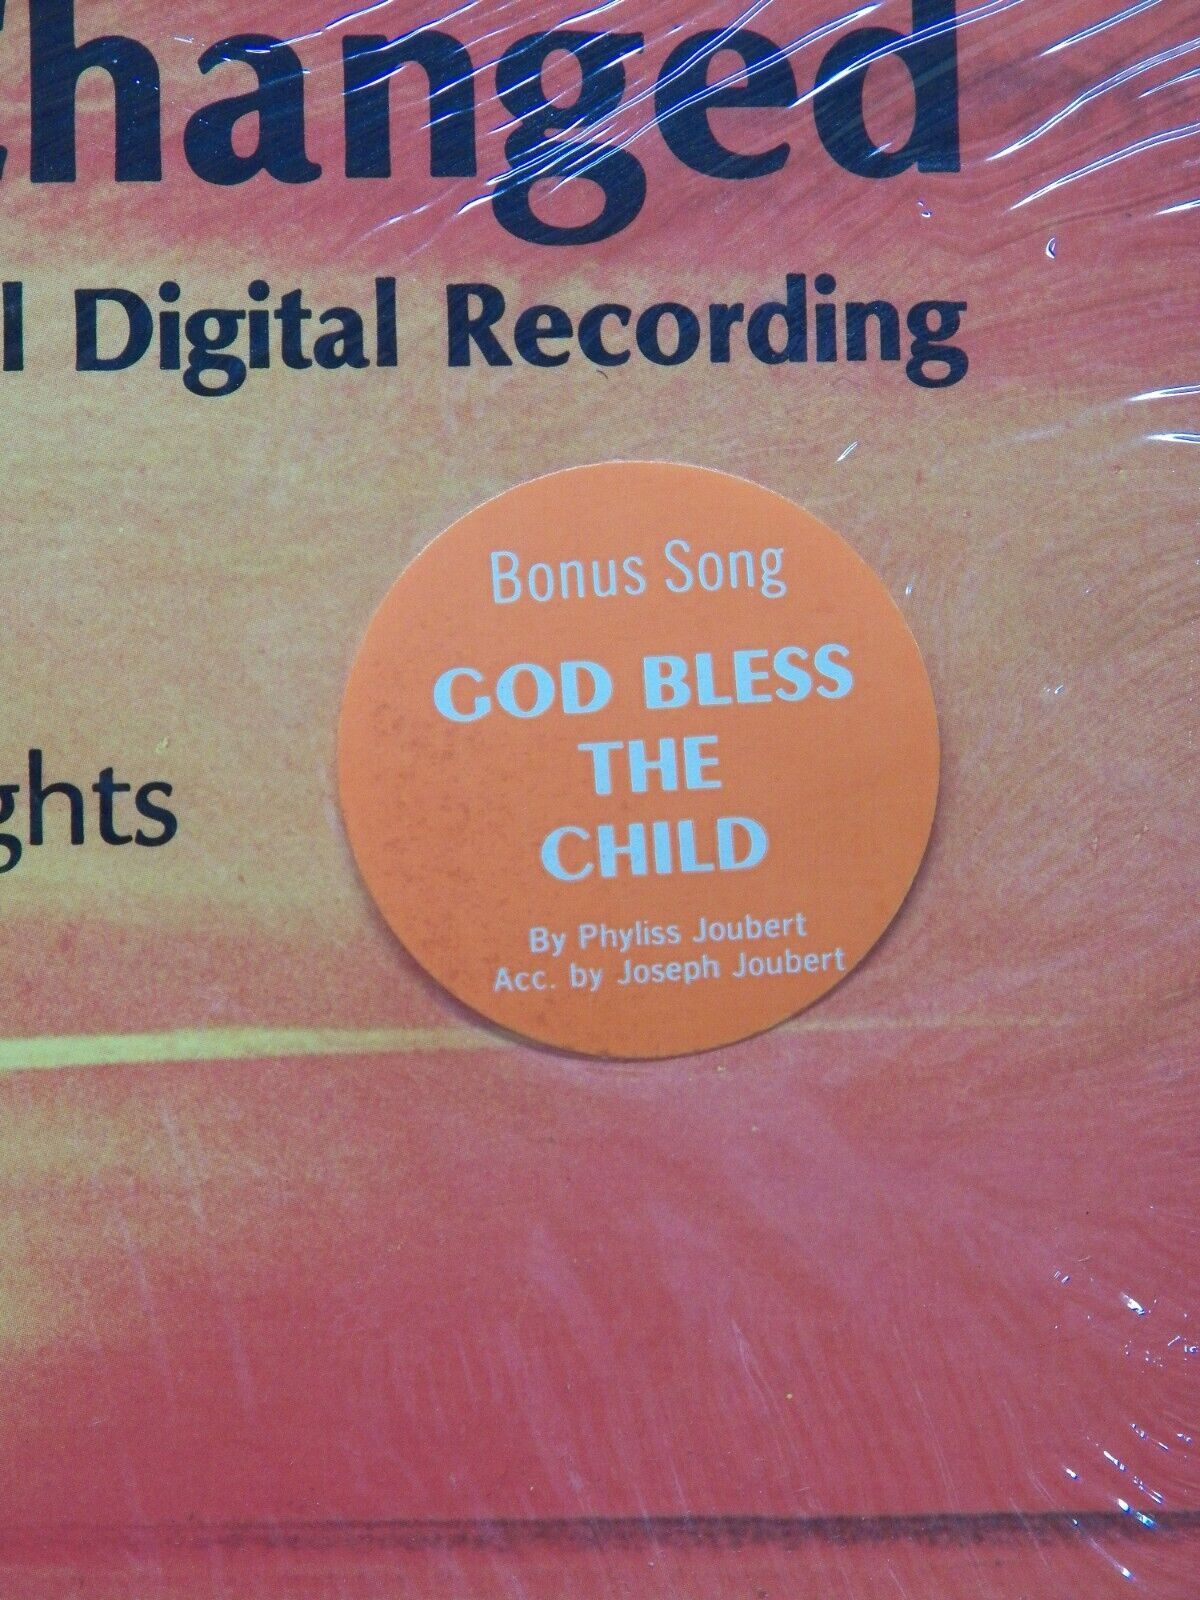 changed
l Digital Recording
ghts
Bonus Song
GOD BLESS
THE
CHILD
By Phyliss Joubert
Acc. by Joseph Joubert